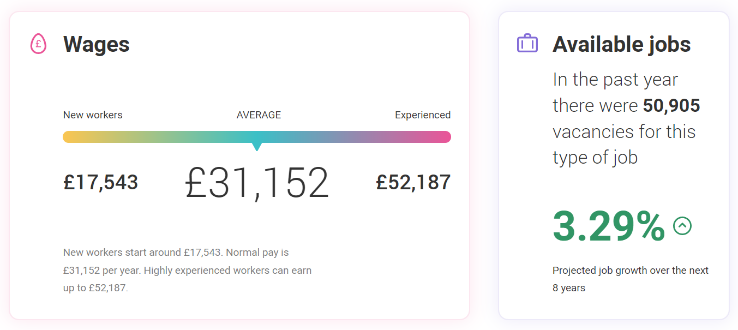 Wages
New workers
AVERAGE
Experienced
£17,543
£31,152
£52,187
New workers start around £17,543. Normal pay is
£31,152 per year. Highly experienced workers can earn
up to £52,187.
Available jobs
In the past year
there were 50,905
vacancies for this
type of job
3.29%
Projected job growth over the next
8 years